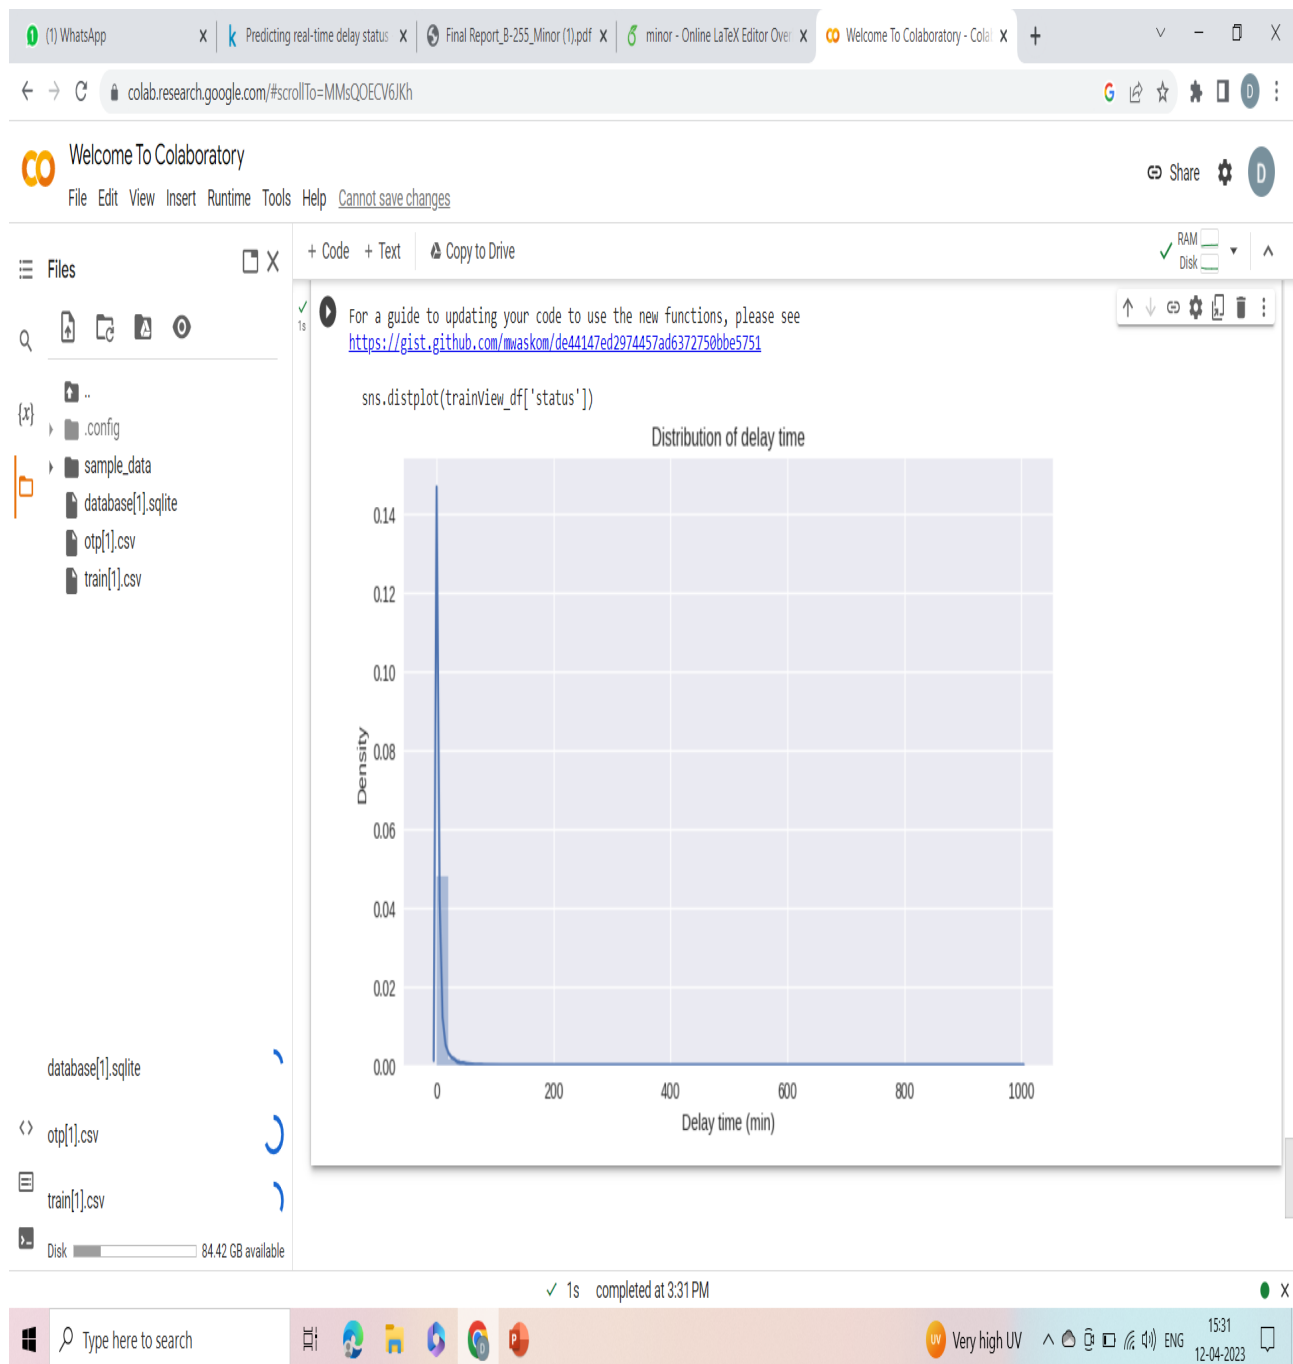 (1) WhatsApp
Predicting real-time delay status
Final Report_B-255_Minor (1).pdf
minor - Online LaTeX Editor Over
Welcome To Colaboratory - Cola
colab.research.google.com/#scrollTo=MMsQOECV6JKh
Welcome To Colaboratory
File Edit View Insert Runtime Tools Help Cannot save changes
Share
D
+ Code + Text Copy to Drive
RAM
Disk
Files
..
.config
sample_data
database[1].sqlite
otp[1].csv
train[1].csv
1s
For a guide to updating your code to use the new functions, please see
https://gist.github.com/mwaskom/de44147ed2974457ad6372750bbe5751
sns.distplot(trainView_df['status'])
Distribution of delay time
0.14
0.12
0.10
0.08
0.06
0.04
0.02
0.00
Density
0 200 400 600 800 1000
Delay time (min)
database[1].sqlite
otp[1].csv
train[1].csv
Disk 84.42 GB available
1s completed at 3:31 PM
Type here to search
UV Very high UV
ENG
15:31
12-04-2023